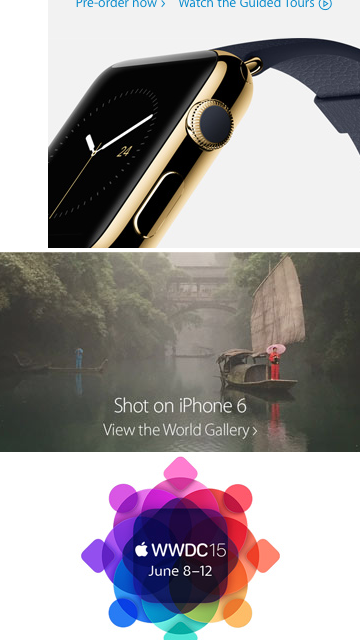 Pre-order now › Watch the Guided Tours
24
Shot on iPhone 6
View the World Gallery ›
WWDC15
June 8–12